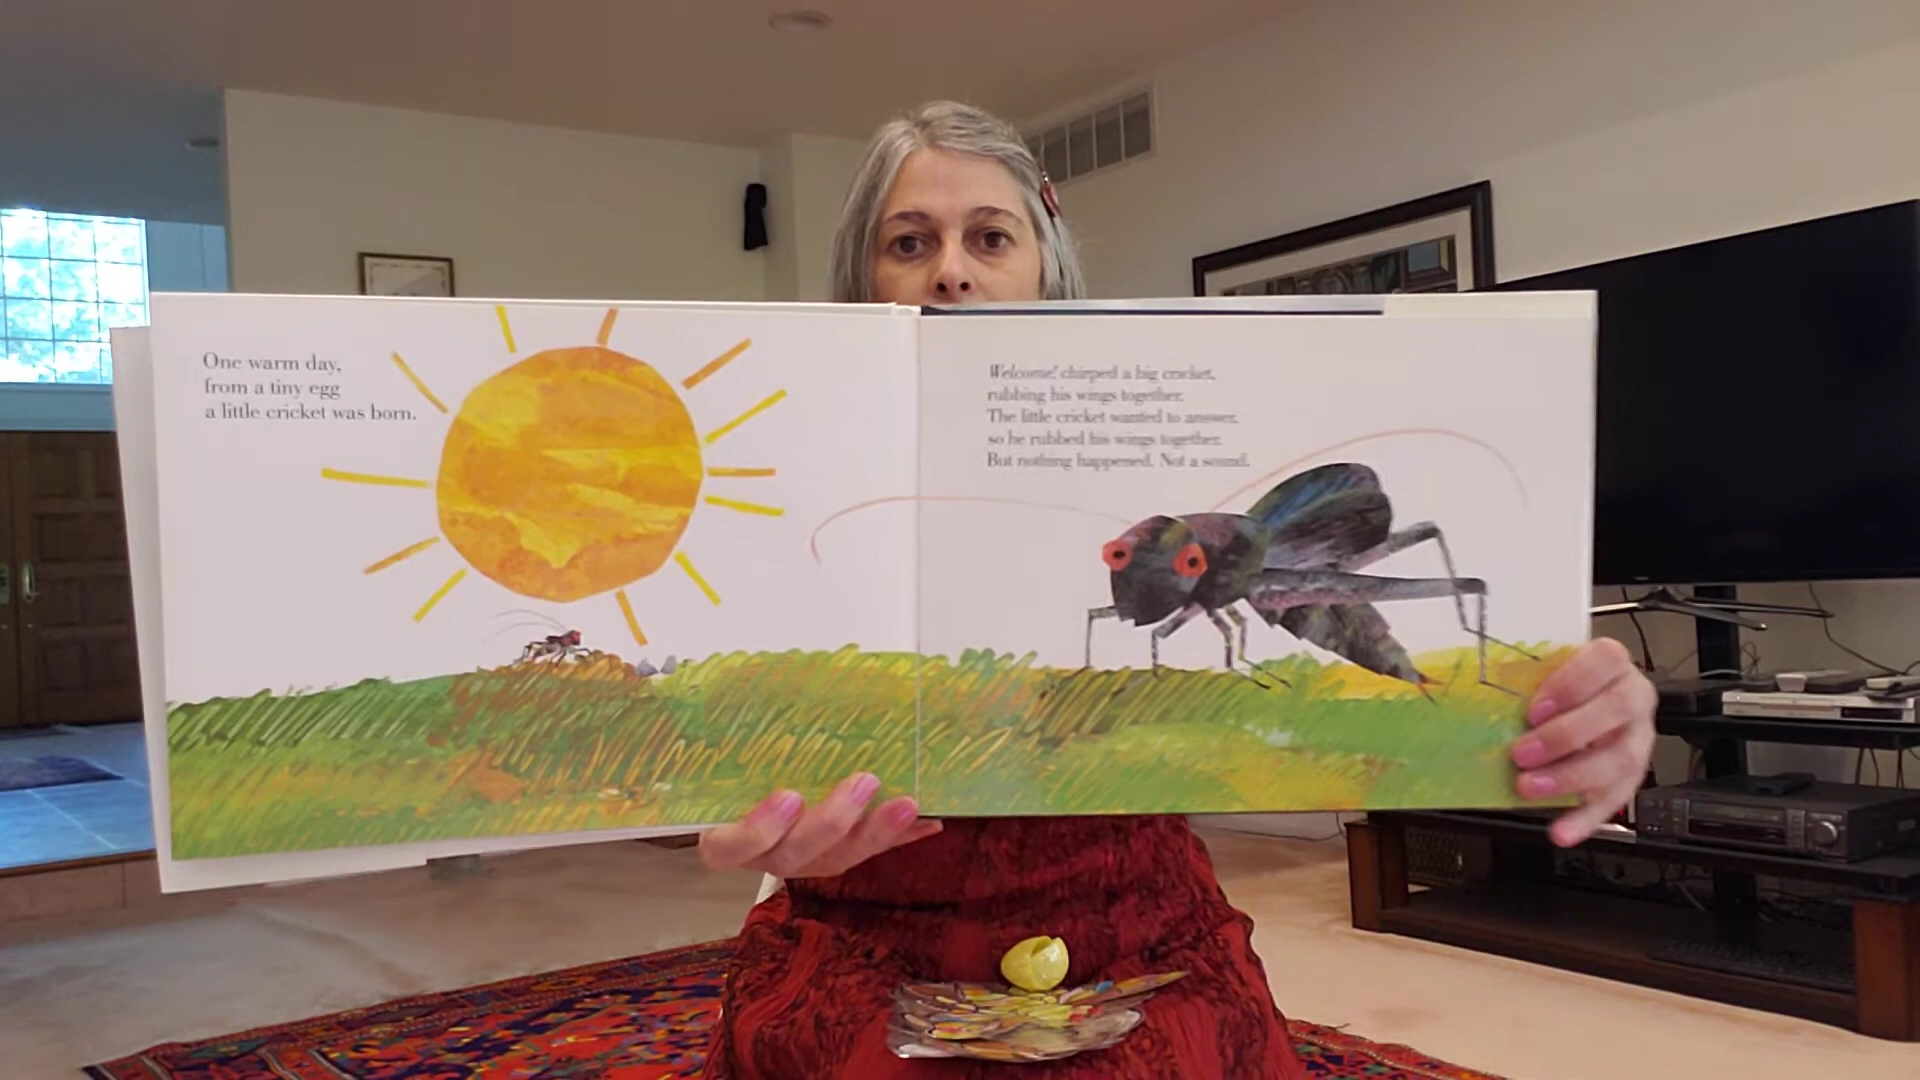 One warm day,
from a tiny egg
a little cricket was born.
Welcome! chirped a big cricket,
rubbing his wings together.
The little cricket wanted to answer,
so he rubbed his wings together.
But nothing happened. Not a sound.